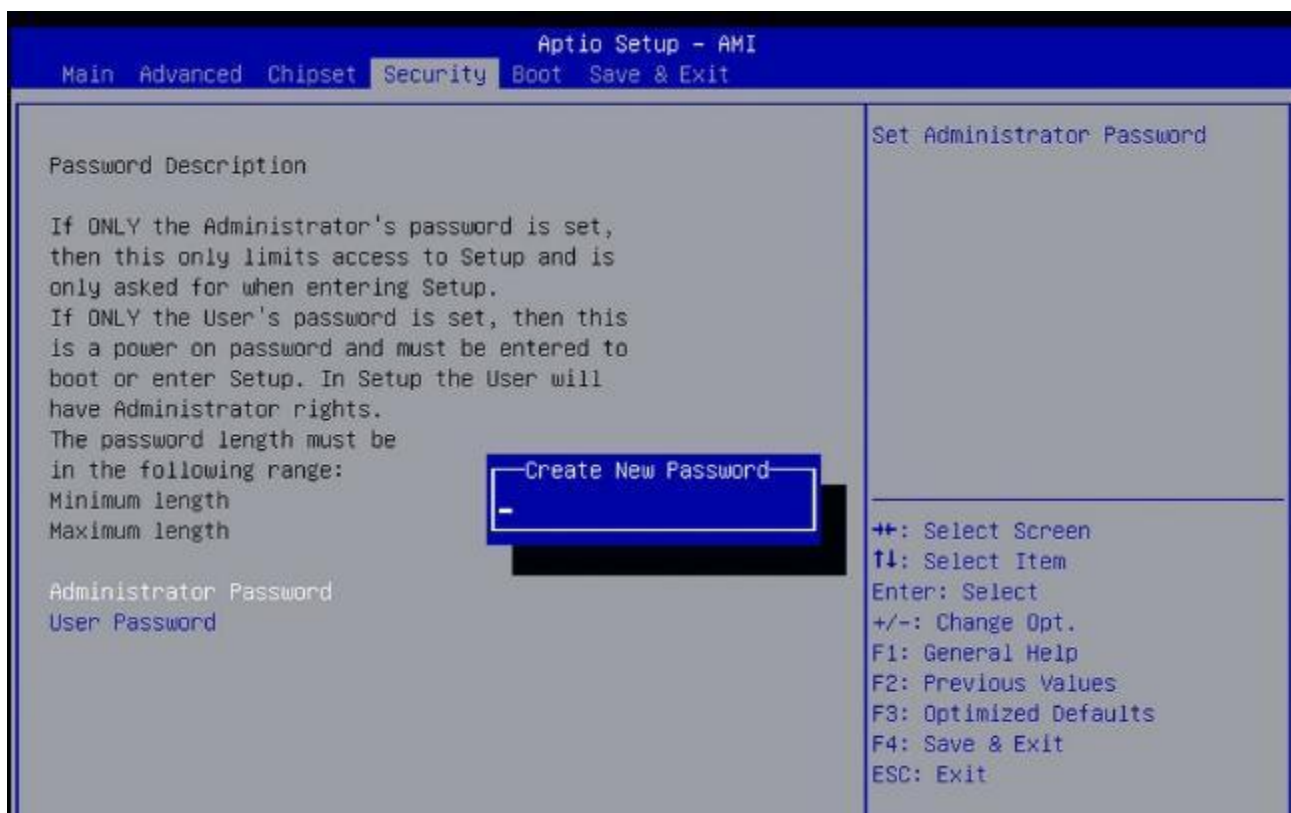 Aptio Setup – AMI
Main Advanced Chipset Security Boot Save & Exit
Password Description
If ONLY the Administrator's password is set,
then this only limits access to Setup and is
only asked for when entering Setup.
If ONLY the User's password is set, then this
is a power on password and must be entered to
boot or enter Setup. In Setup the User will
have Administrator rights.
The password length must be
in the following range:
Minimum length
Maximum length
Administrator Password
User Password
Create New Password
Set Administrator Password
→←: Select Screen
↑↓: Select Item
Enter: Select
+/-: Change Opt.
F1: General Help
F2: Previous Values
F3: Optimized Defaults
F4: Save & Exit
ESC: Exit